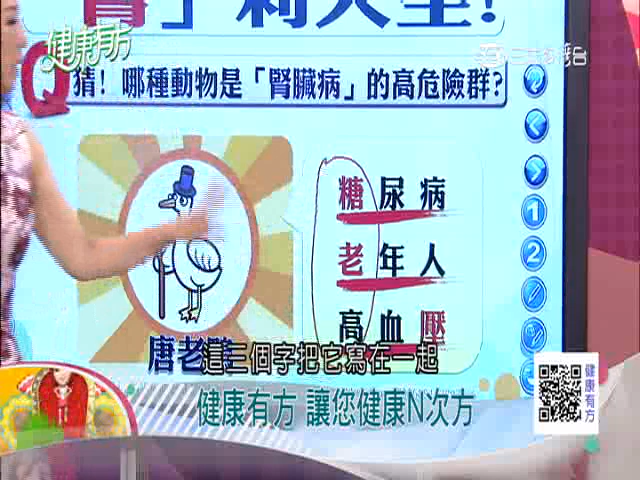 健康有方
猜！哪種動物是「腎臟病」的高危險群？
糖尿病
老年人
高血壓
唐老
這三個字把它寫在一起
健康有方 讓您健康N次方
健康有方
1
2